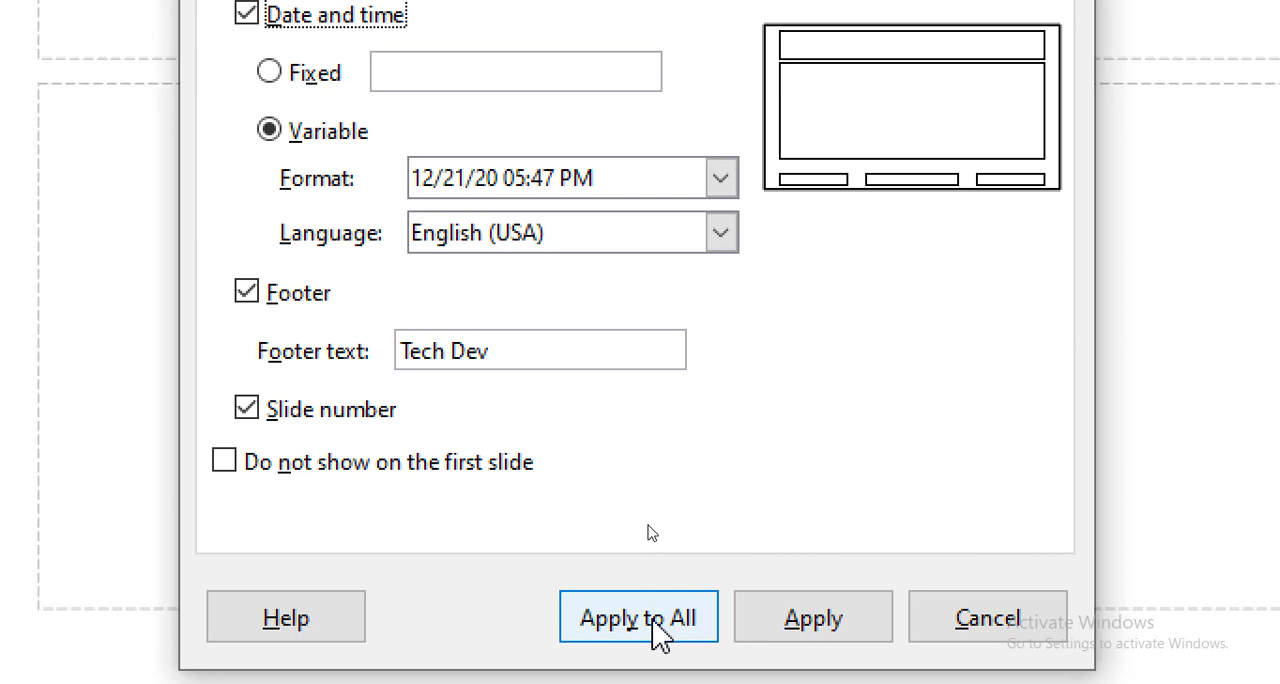 Date and time
Fixed
Variable
Format: 12/21/20 05:47 PM
Language: English (USA)
Footer
Footer text: Tech Dev
Slide number
Do not show on the first slide
Help Apply to All Apply Cancel
Activate Windows
Go to Settings to activate Windows.